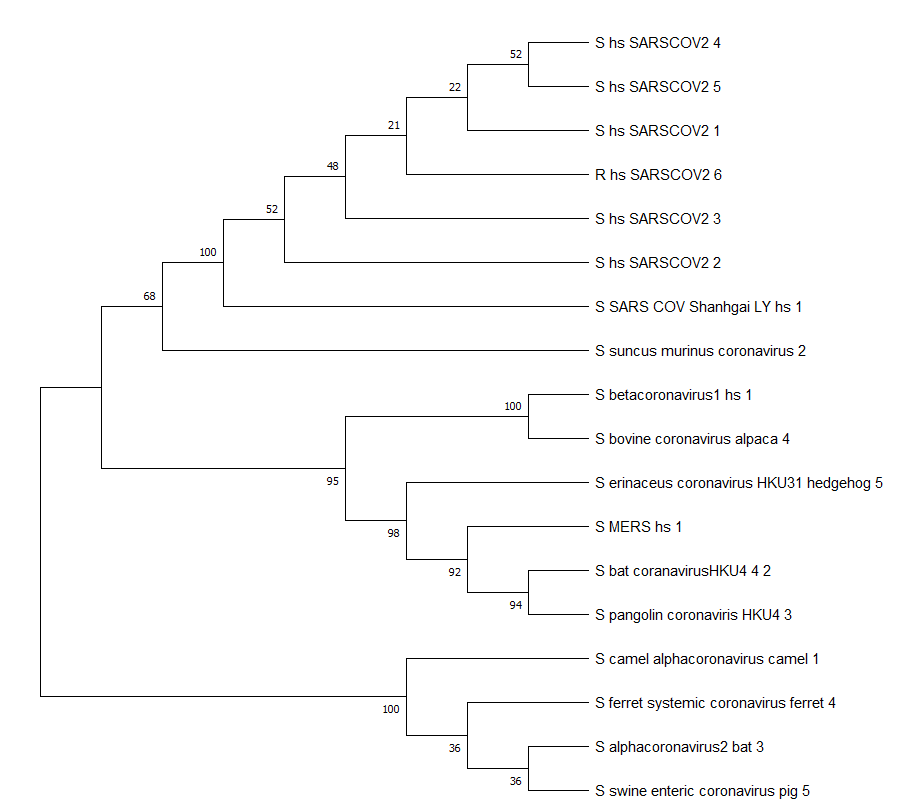 S hs SARSCOV2 4
52
S hs SARSCOV2 5
22
S hs SARSCOV2 1
21
R hs SARSCOV2 6
48
S hs SARSCOV2 3
52
S hs SARSCOV2 2
100
S SARS COV Shanhgai LY hs 1
68
S suncus murinus coronavirus 2
S betacoronavirus1 hs 1
100
S bovine coronavirus alpaca 4
95
S erinaceus coronavirus HKU31 hedgehog 5
98
S MERS hs 1
92
S bat coranavirusHKU4 4 2
94
S pangolin coronaviris HKU4 3
S camel alphacoronavirus camel 1
100
S ferret systemic coronavirus ferret 4
36
S alphacoronavirus2 bat 3
36
S swine enteric coronavirus pig 5